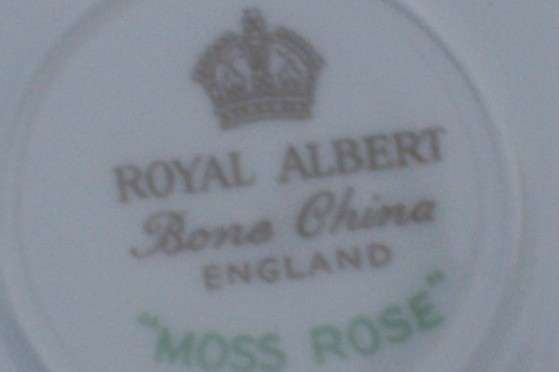 ROYAL ALBERT
Bone China
ENGLAND
"MOSS ROSE"